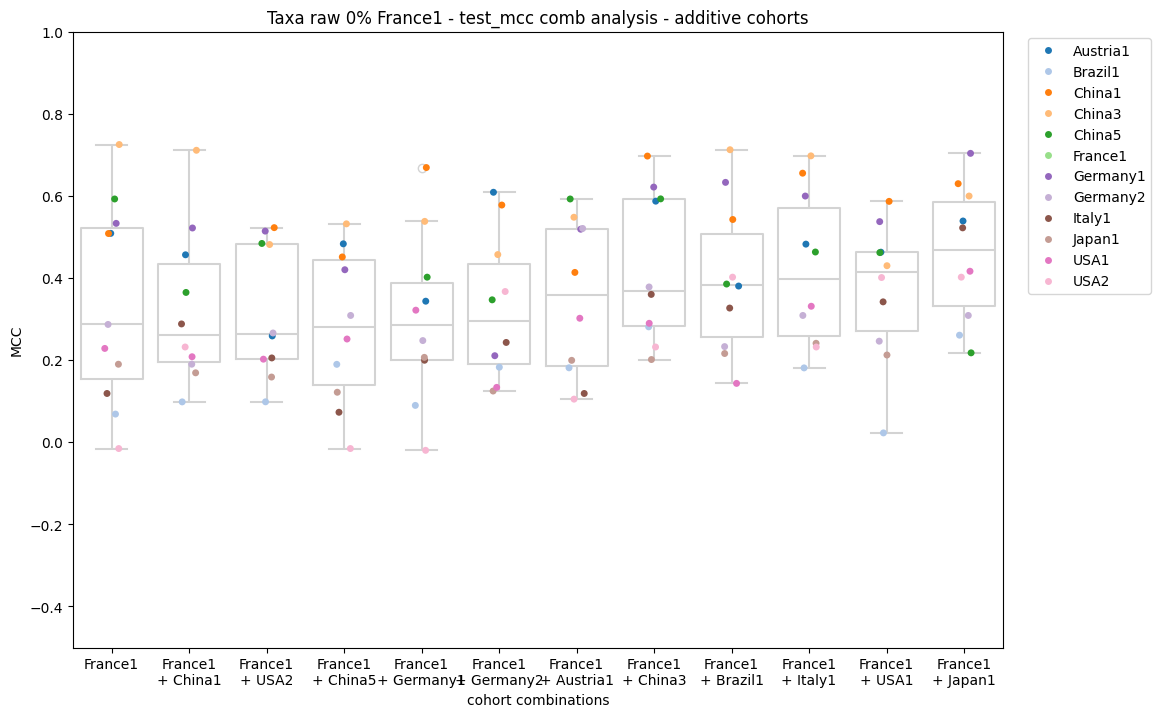 Taxa raw 0% France1 - test_mcc comb analysis - additive cohorts
MCC
1.0
0.8
0.6
0.4
0.2
0.0
−0.2
−0.4
France1
France1
+ China1
France1
+ USA2
France1
+ China5
France1
+ Germany1
France1
+ Germany2
France1
+ Austria1
France1
+ China3
France1
+ Brazil1
France1
+ Italy1
France1
+ USA1
France1
+ Japan1
cohort combinations
Austria1
Brazil1
China1
China3
China5
France1
Germany1
Germany2
Italy1
Japan1
USA1
USA2